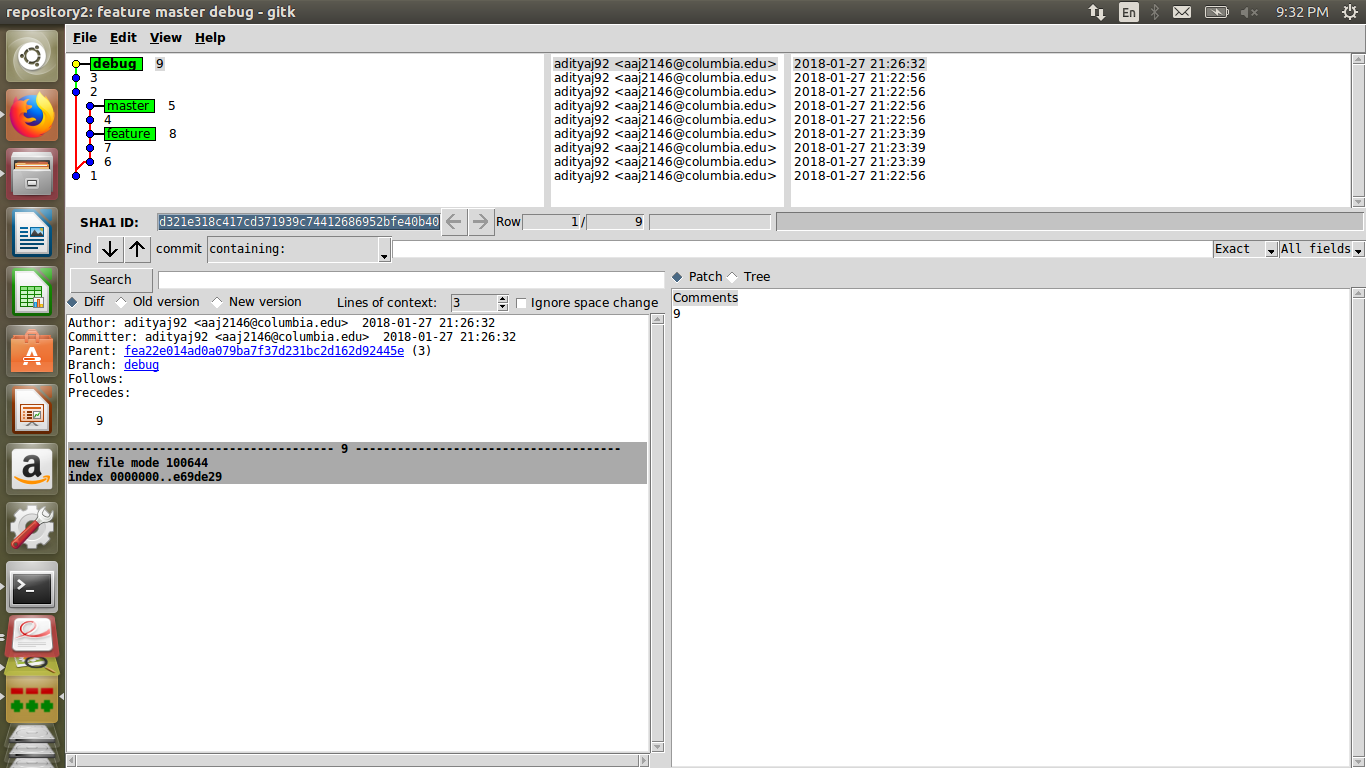 repository2: feature master debug - gitk
En
9:32 PM
File Edit View Help
debug 9 adityaj92 <aaj2146@columbia.edu> 2018-01-27 21:26:32
3 adityaj92 <aaj2146@columbia.edu> 2018-01-27 21:22:56
2 adityaj92 <aaj2146@columbia.edu> 2018-01-27 21:22:56
master 5 adityaj92 <aaj2146@columbia.edu> 2018-01-27 21:22:56
4 adityaj92 <aaj2146@columbia.edu> 2018-01-27 21:22:56
feature 8 adityaj92 <aaj2146@columbia.edu> 2018-01-27 21:23:39
7 adityaj92 <aaj2146@columbia.edu> 2018-01-27 21:23:39
6 adityaj92 <aaj2146@columbia.edu> 2018-01-27 21:23:39
1 adityaj92 <aaj2146@columbia.edu> 2018-01-27 21:22:56
SHA1 ID: d321e318c417cd371939c74412686952bfe40b40 Row 1 / 9
Find commit containing: Exact All fields
Search
Diff Old version New version Lines of context: 3 Ignore space change
Author: adityaj92 <aaj2146@columbia.edu> 2018-01-27 21:26:32
Committer: adityaj92 <aaj2146@columbia.edu> 2018-01-27 21:26:32
Parent: fea22e014ad0a079ba7f37d231bc2d162d92445e (3)
Branch: debug
Follows:
Precedes:
9
-------------------------------------- 9 --------------------------------------
new file mode 100644
index 0000000..e69de29
Patch Tree
Comments
9